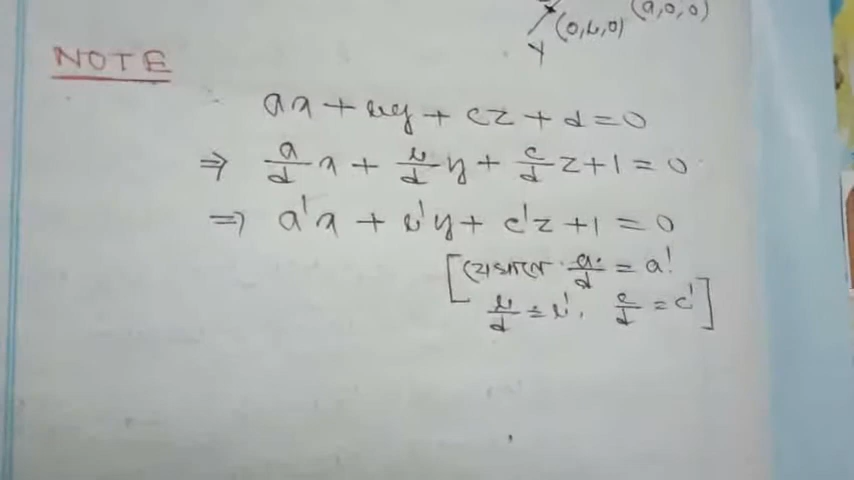 (a,0,0)
(0,b,0)
Y
NOTE
ax + by + cz + d = 0
⇒ a/d x + b/d y + c/d z + 1 = 0
⇒ a'x + b'y + c'z + 1 = 0
[যেখানে a/d = a'
b/d = b', c/d = c']